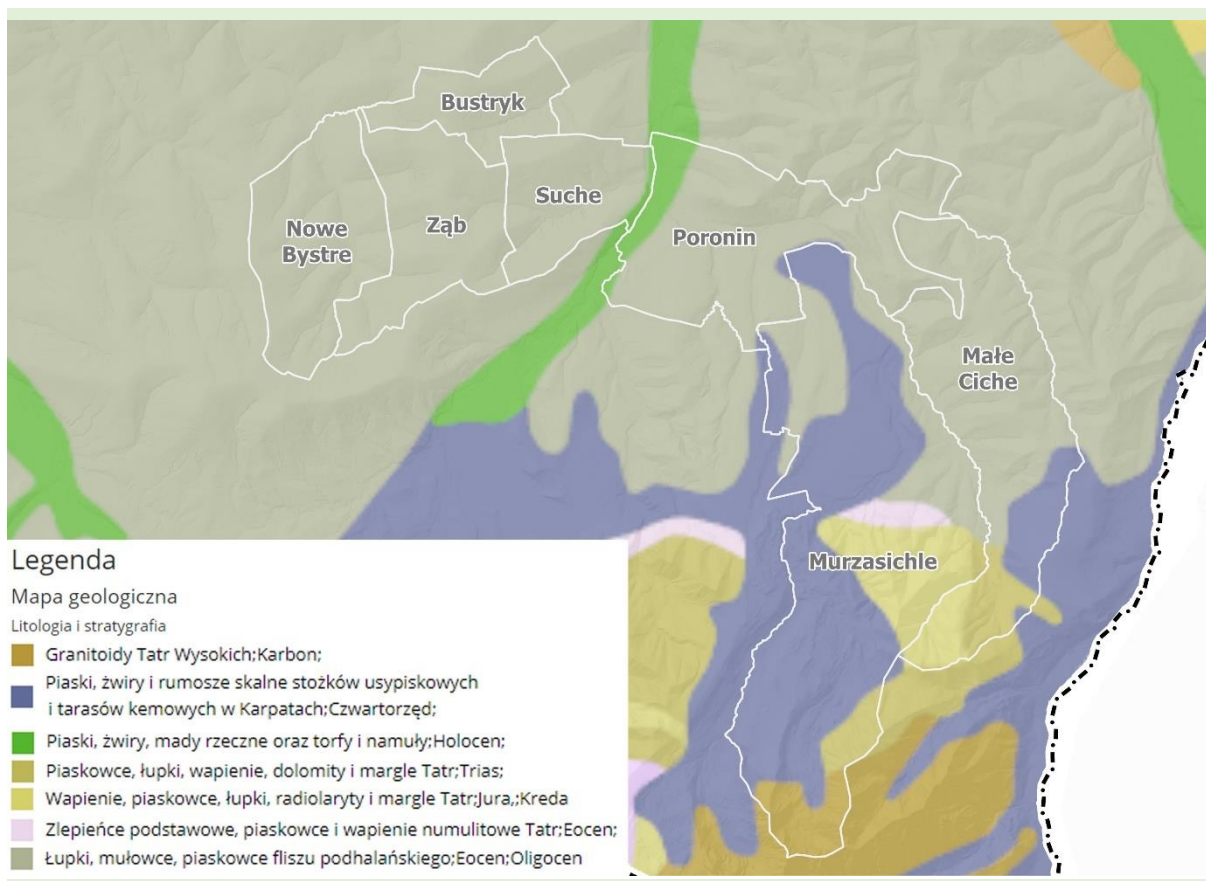 Bustryk
Suche
Nowe
Bystre
Ząb
Poronin
Małe
Ciche
Murzasichle
Legenda
Mapa geologiczna
Litologia i stratygrafia
Granitoidy Tatr Wysokich;Karbon;
Piaski, żwiry i rumosze skalne stożków usypiskowych
i tarasów kemowych w Karpatach;Czwartorzęd;
Piaski, żwiry, mady rzeczne oraz torfy i namuły;Holocen;
Piaskowce, łupki, wapienie, dolomity i margle Tatr;Trias;
Wapienie, piaskowce, łupki, radiolaryty i margle Tatr;Jura,;Kreda
Zlepieńce podstawowe, piaskowce i wapienie numulitowe Tatr;Eocen;
Łupki, mułowce, piaskowce fliszu podhalańskiego;Eocen;Oligocen